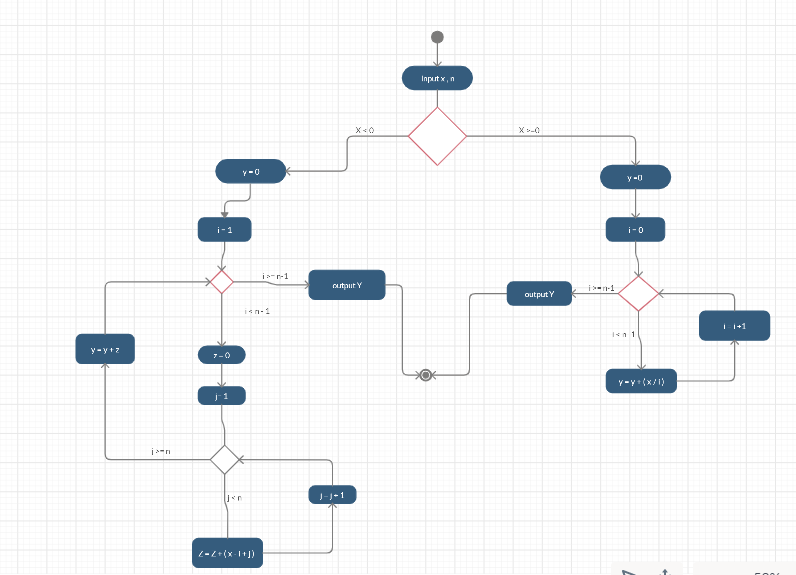 Input x , n
X < 0
X >=0
y = 0
y =0
i = 1
i = 0
i >= n-1
output Y
i < n - 1
i >= n-1
output Y
i = i +1
i < n -1
y = y + z
z = 0
y = y + (x / i)
j= 1
j >= n
j < n
j = j + 1
Z = Z + (x - i + j)